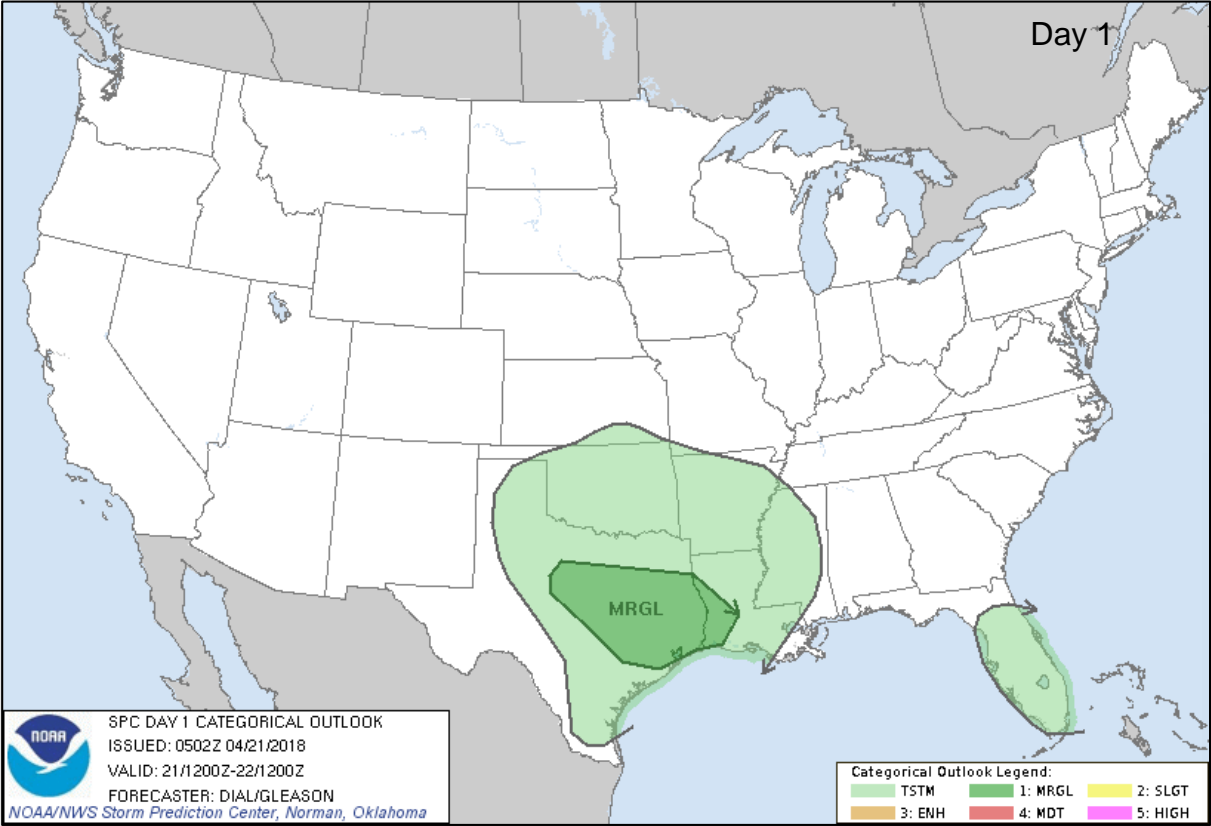 Day 1
MRGL
NOAA
SPC DAY 1 CATEGORICAL OUTLOOK
ISSUED: 0502Z 04/21/2018
VALID: 21/1200Z-22/1200Z
FORECASTER: DIAL/GLEASON
NOAA/NWS Storm Prediction Center, Norman, Oklahoma
Categorical Outlook Legend:
TSTM 1: MRGL 2: SLGT
3: ENH 4: MDT 5: HIGH